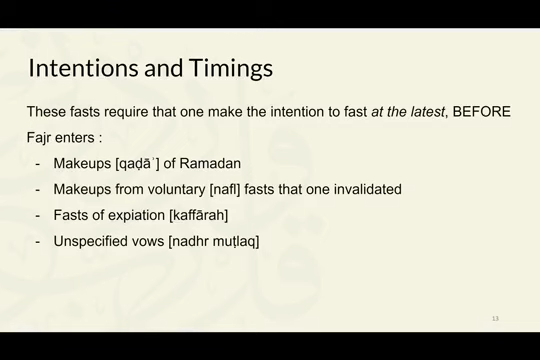 Intentions and Timings
These fasts require that one make the intention to fast at the latest, BEFORE
Fajr enters :
- Makeups [qaḍāʾ] of Ramadan
- Makeups from voluntary [nafl] fasts that one invalidated
- Fasts of expiation [kaffārah]
- Unspecified vows [nadhr muṭlaq]
13